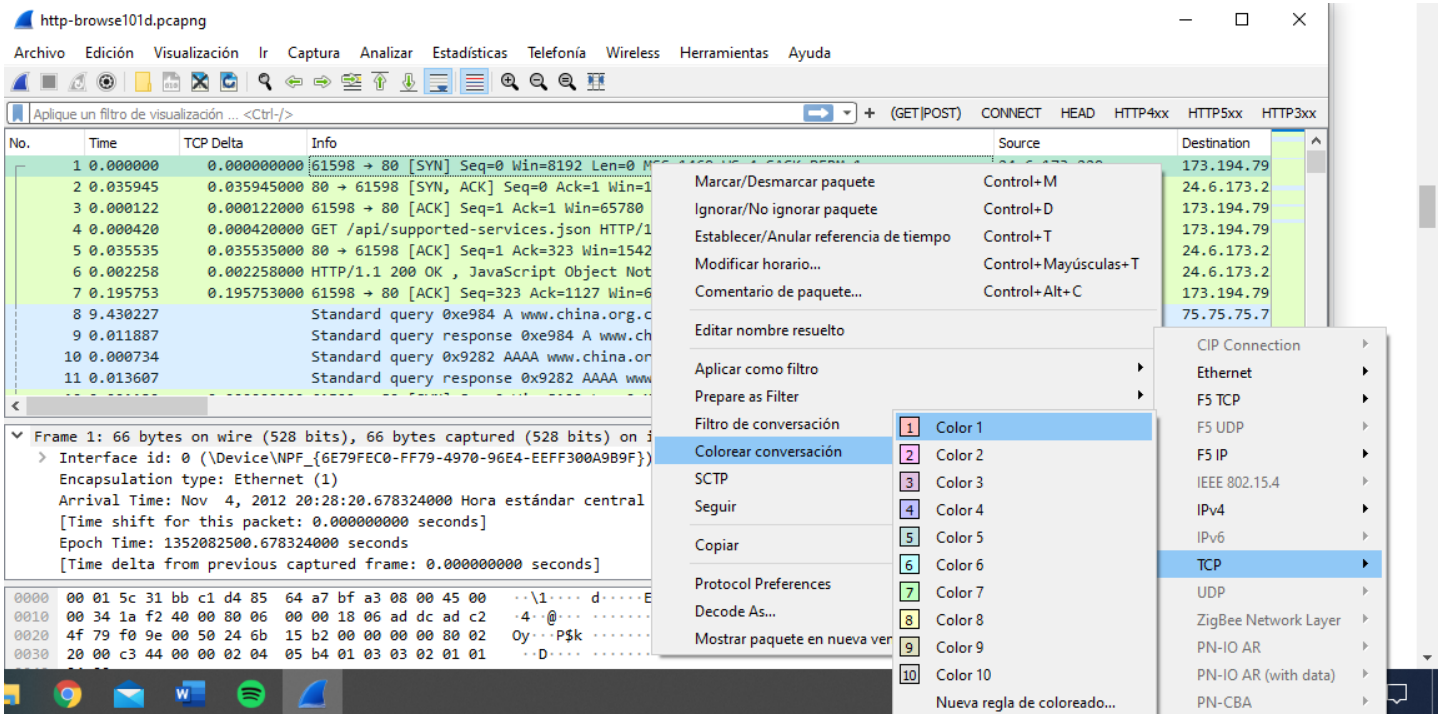 http-browse101d.pcapng
Archivo Edición Visualización Ir Captura Analizar Estadísticas Telefonía Wireless Herramientas Ayuda
Aplique un filtro de visualización ... <Ctrl-/> + (GET|POST) CONNECT HEAD HTTP4xx HTTP5xx HTTP3xx
No. Time TCP Delta Info Source Destination
1 0.000000 0.000000000 61598 → 80 [SYN] Seq=0 Win=8192 Len=0 173.194.79
2 0.035945 0.035945000 80 → 61598 [SYN, ACK] Seq=0 Ack=1 Win=1 24.6.173.2
3 0.000122 0.000122000 61598 → 80 [ACK] Seq=1 Ack=1 Win=65780 173.194.79
4 0.000420 0.000420000 GET /api/supported-services.json HTTP/1 173.194.79
5 0.035535 0.035535000 80 → 61598 [ACK] Seq=1 Ack=323 Win=1542 24.6.173.2
6 0.002258 0.002258000 HTTP/1.1 200 OK , JavaScript Object Not 24.6.173.2
7 0.195753 0.195753000 61598 → 80 [ACK] Seq=323 Ack=1127 Win=6 173.194.79
8 9.430227 Standard query 0xe984 A www.china.org.c 75.75.75.7
9 0.011887 Standard query response 0xe984 A www.ch
10 0.000734 Standard query 0x9282 AAAA www.china.or
11 0.013607 Standard query response 0x9282 AAAA www
Marcar/Desmarcar paquete Control+M
Ignorar/No ignorar paquete Control+D
Establecer/Anular referencia de tiempo Control+T
Modificar horario... Control+Mayúsculas+T
Comentario de paquete... Control+Alt+C
Editar nombre resuelto
Aplicar como filtro
Prepare as Filter
Filtro de conversación
Colorear conversación
SCTP
Seguir
Copiar
Protocol Preferences
Decode As...
Mostrar paquete en nueva ven
CIP Connection
Ethernet
F5 TCP
F5 UDP
F5 IP
IEEE 802.15.4
IPv4
IPv6
TCP
UDP
ZigBee Network Layer
PN-IO AR
PN-IO AR (with data)
PN-CBA
1 Color 1
2 Color 2
3 Color 3
4 Color 4
5 Color 5
6 Color 6
7 Color 7
8 Color 8
9 Color 9
10 Color 10
Nueva regla de coloreado...
Frame 1: 66 bytes on wire (528 bits), 66 bytes captured (528 bits) on i
Interface id: 0 (\Device\NPF_{6E79FEC0-FF79-4970-96E4-EEFF300A9B9F})
Encapsulation type: Ethernet (1)
Arrival Time: Nov 4, 2012 20:28:20.678324000 Hora estándar central
[Time shift for this packet: 0.000000000 seconds]
Epoch Time: 1352082500.678324000 seconds
[Time delta from previous captured frame: 0.000000000 seconds]
0000 00 01 5c 31 bb c1 d4 85 64 a7 bf a3 08 00 45 00 ··\1···· d·····E
0010 00 34 1a f2 40 00 80 06 00 00 18 06 ad dc ad c2 ·4··@··· ········
0020 4f 79 f0 9e 00 50 24 6b 15 b2 00 00 00 00 80 02 Oy···P$k ········
0030 20 00 c3 44 00 00 02 04 05 b4 01 03 03 02 01 01 ··D···· ········